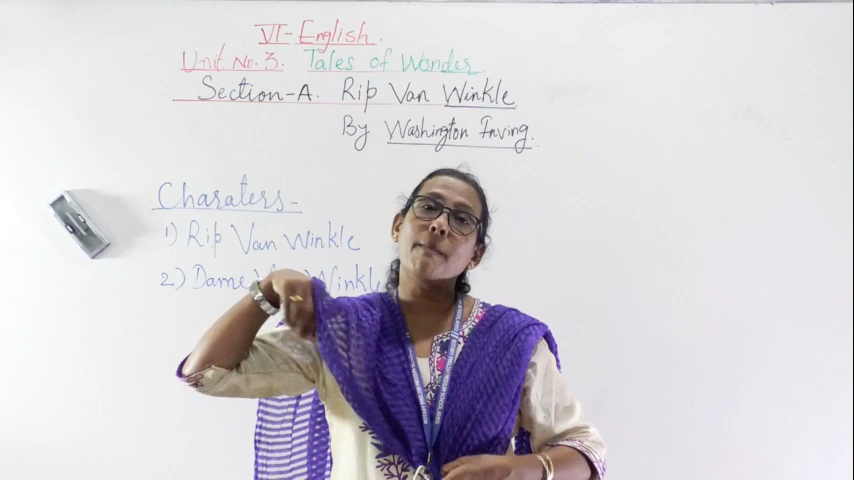 VI-English.
Unit No. 3. Tales of Wonder.
Section-A. Rip Van Winkle
By Washington Irving.
Charaters-
1) Rip Van Winkle
2) Dame Van Winkle